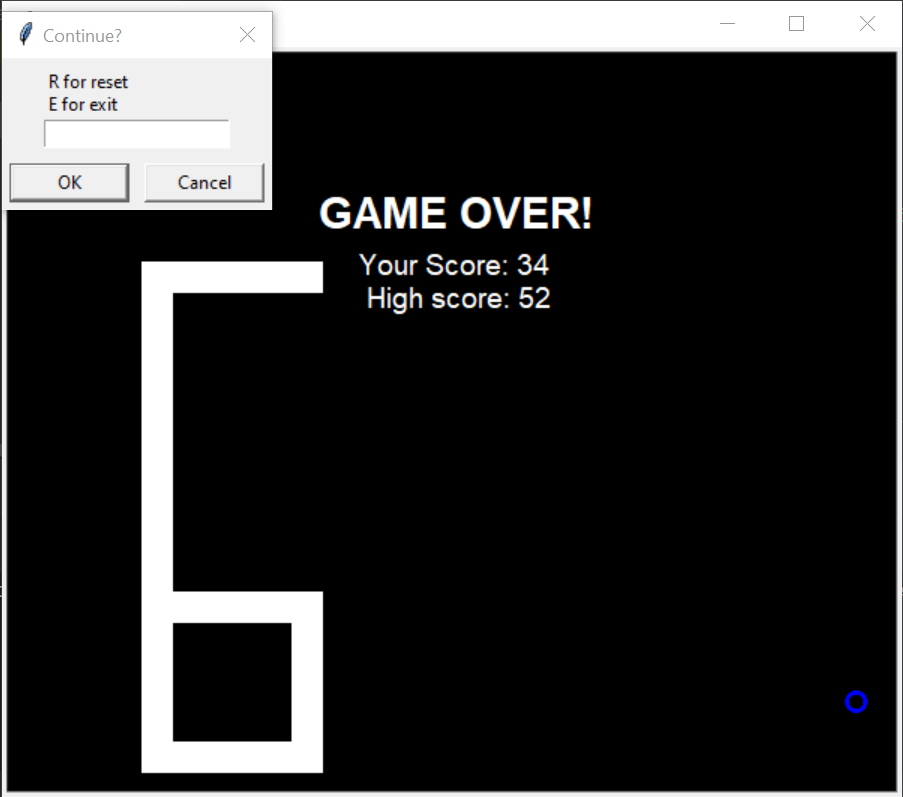 Continue?
R for reset
E for exit
OK
Cancel
GAME OVER!
Your Score: 34
High score: 52